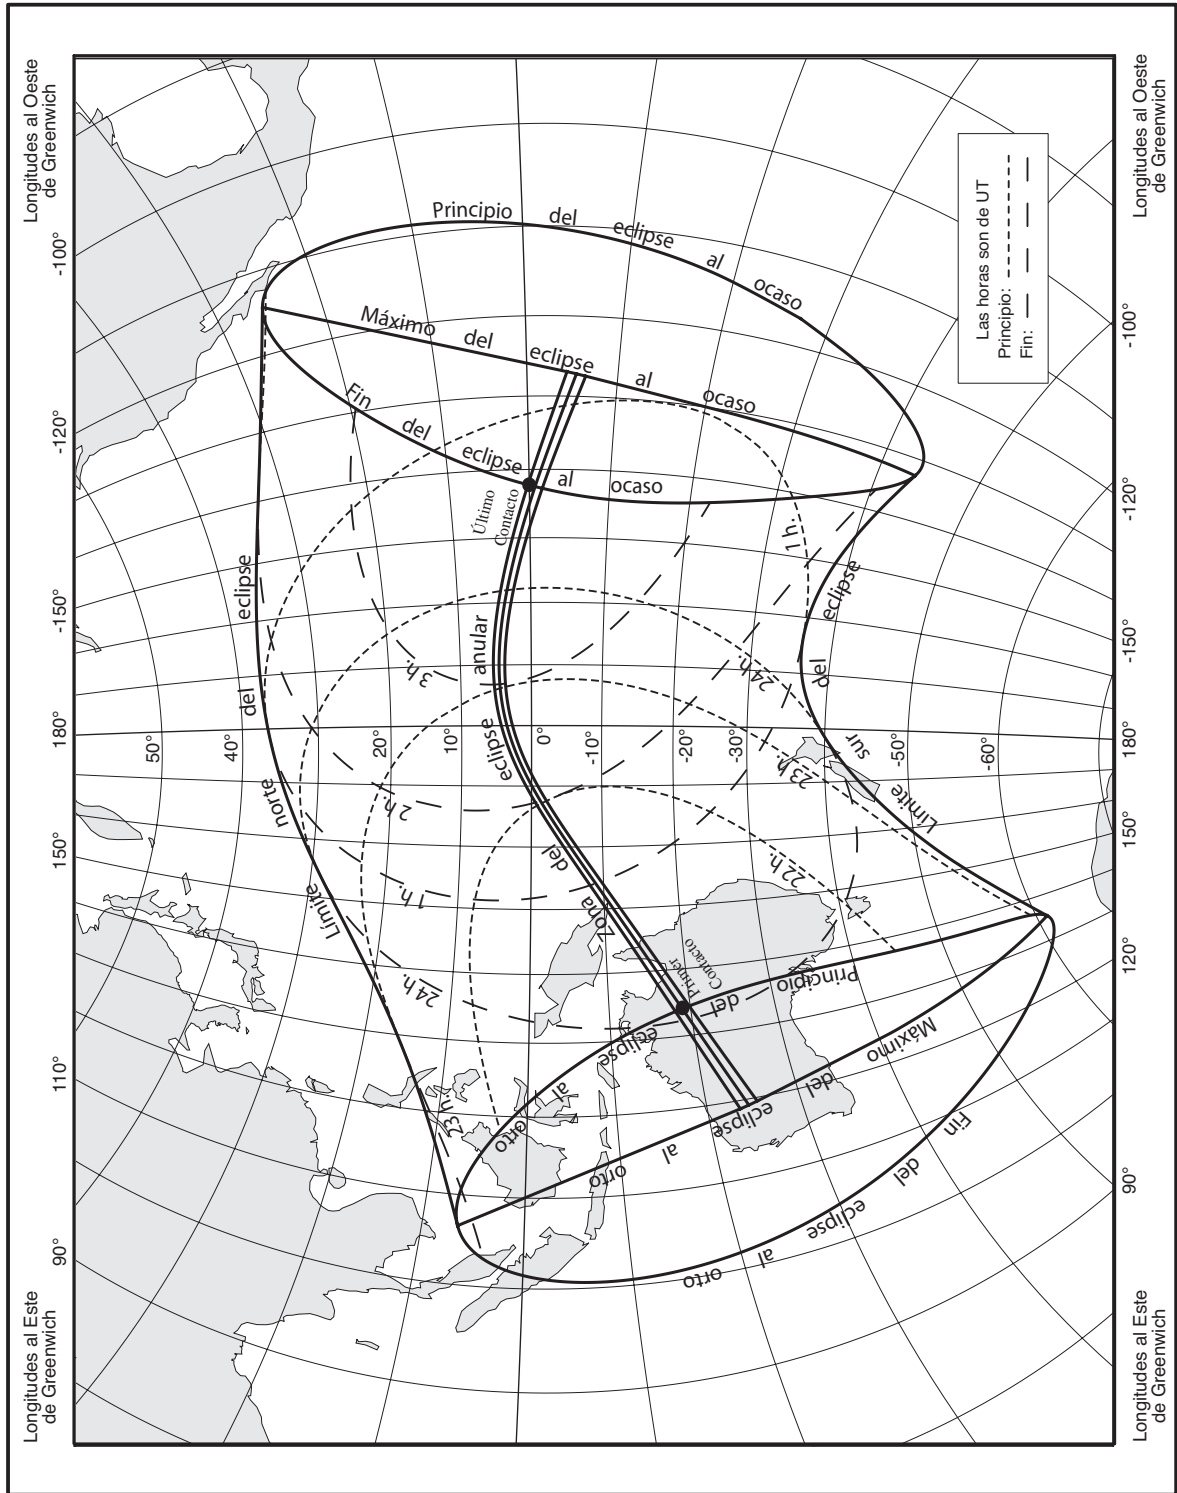 Longitudes al Oeste
de Greenwich
Longitudes al Oeste
de Greenwich
Longitudes al Este
de Greenwich
Longitudes al Este
de Greenwich
-100°
-120°
-150°
180°
150°
110°
90°
-100°
-120°
-150°
180°
150°
120°
90°
50°
40°
20°
10°
0°
-10°
-20°
-30°
-50°
-60°
Las horas son de UT
Principio:
Fin:
Principio del eclipse al ocaso
Máximo del eclipse al ocaso
Fin del eclipse al ocaso
Último
Contacto
Límite norte del eclipse
Zona del eclipse anular
Límite sur del eclipse
Primer
Contacto
Principio del eclipse al orto
Máximo del eclipse al orto
Fin del eclipse al orto
3 h.
2 h.
1 h.
24 h.
23 h.
1 h.
24 h.
23 h.
22 h.